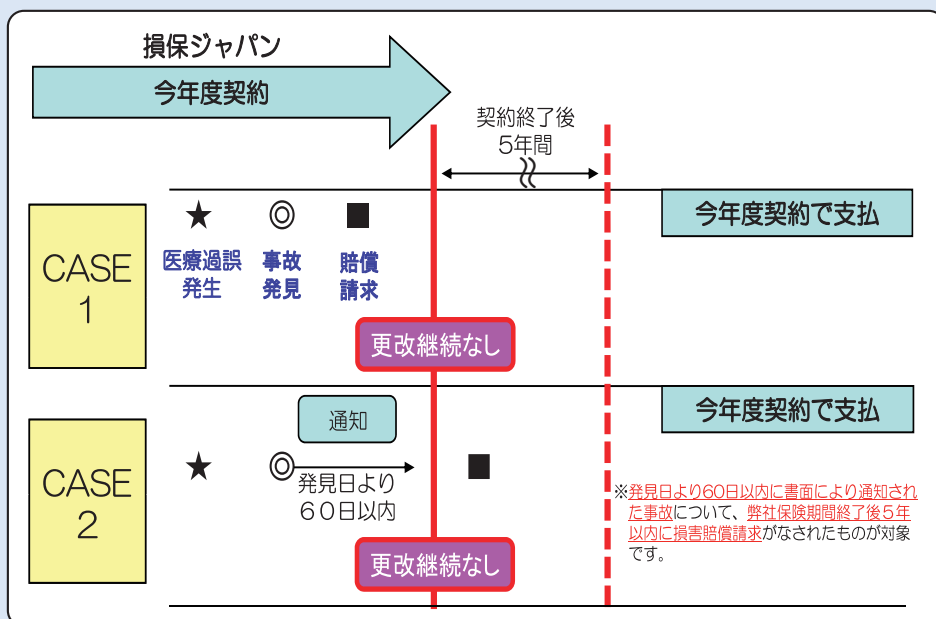 損保ジャパン
今年度契約
契約終了後
5年間
CASE
1
医療過誤
発生
事故
発見
賠償
請求
今年度契約で支払
更改継続なし
CASE
2
通知
発見日より
60日以内
今年度契約で支払
※発見日より60日以内に書面により通知され
た事故について、弊社保険期間終了後5年
以内に損害賠償請求がなされたものが対象
です。
更改継続なし